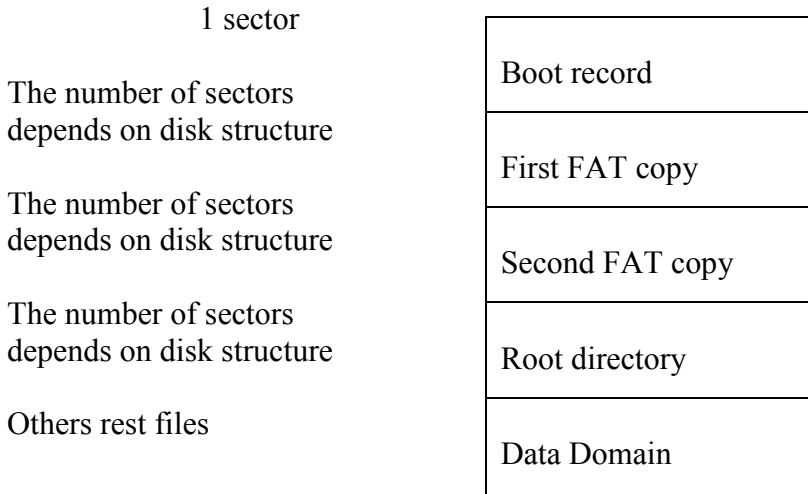 1 sector
Boot record
The number of sectors
depends on disk structure
First FAT copy
The number of sectors
depends on disk structure
Second FAT copy
The number of sectors
depends on disk structure
Root directory
Others rest files
Data Domain